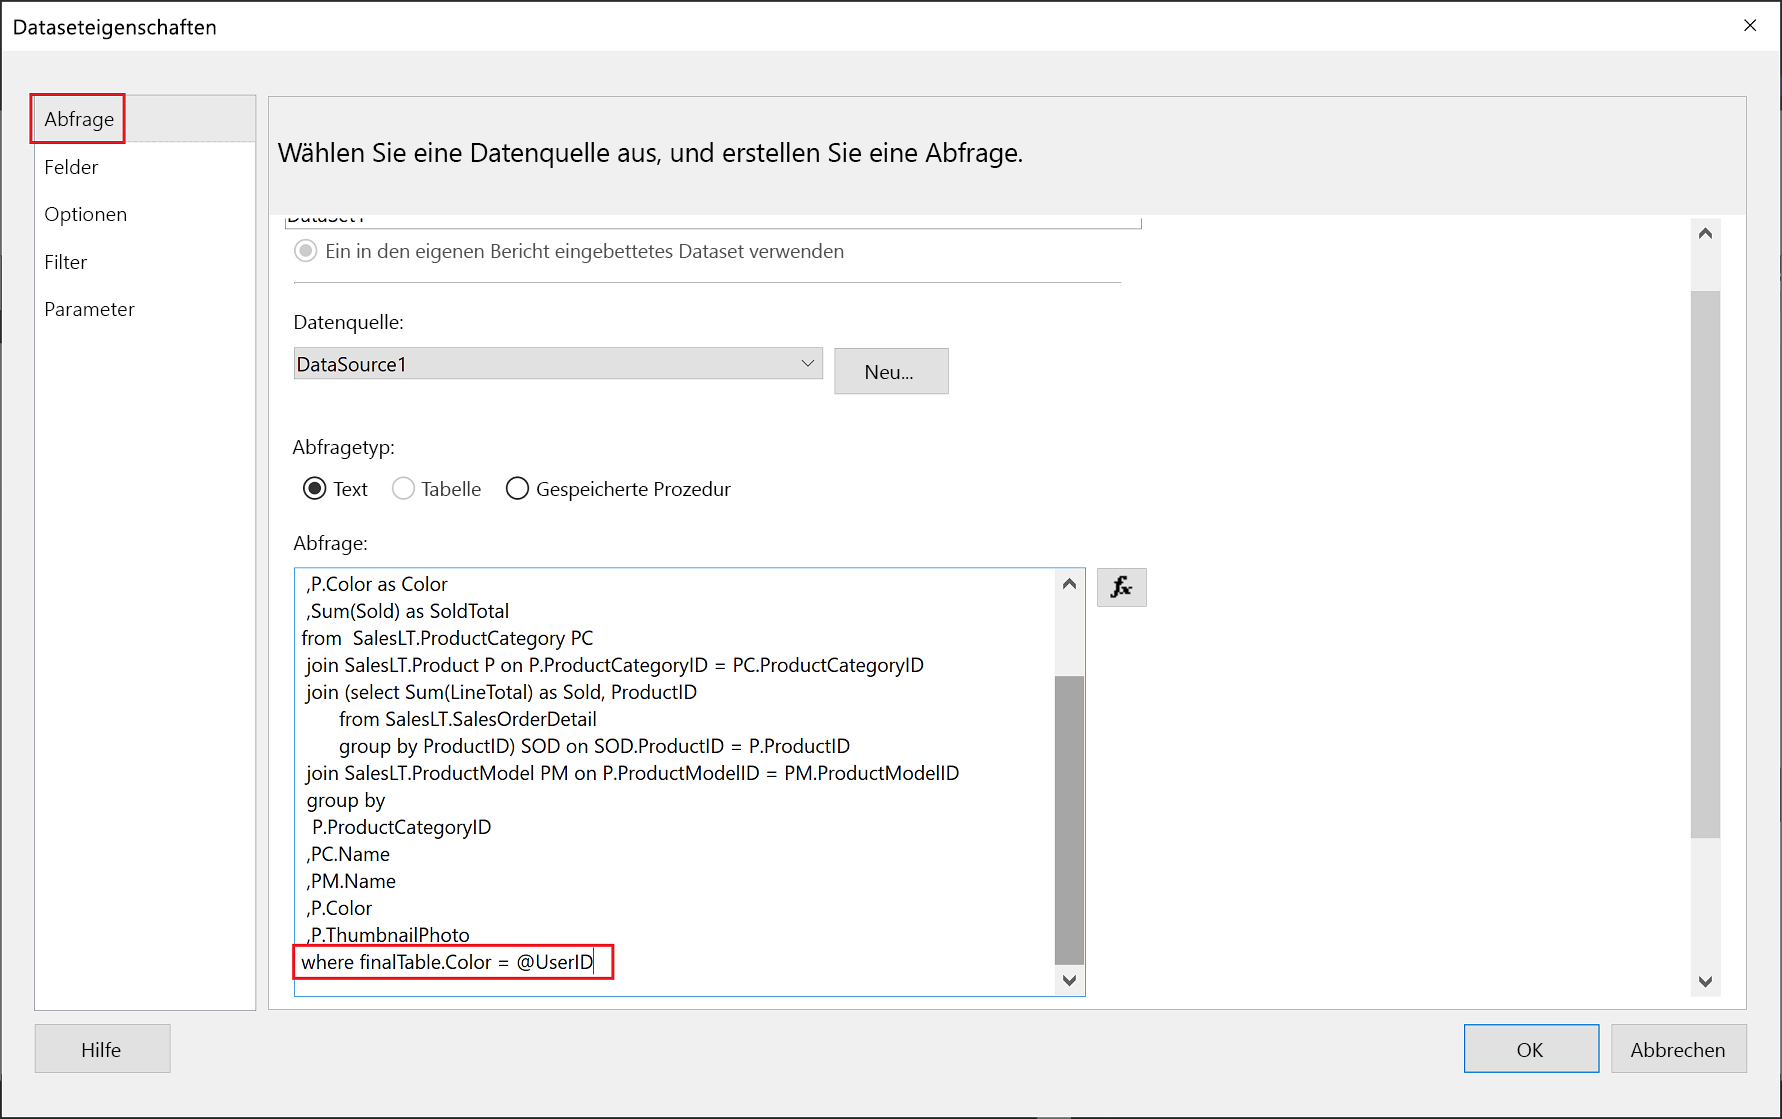 Dataseteigenschaften
Abfrage
Felder
Optionen
Filter
Parameter
Wählen Sie eine Datenquelle aus, und erstellen Sie eine Abfrage.
DataSet1
Ein in den eigenen Bericht eingebettetes Dataset verwenden
Datenquelle:
DataSource1
Neu...
Abfragetyp:
Text Tabelle Gespeicherte Prozedur
Abfrage:
,P.Color as Color
,Sum(Sold) as SoldTotal
from  SalesLT.ProductCategory PC
join SalesLT.Product P on P.ProductCategoryID = PC.ProductCategoryID
join (select Sum(LineTotal) as Sold, ProductID
from SalesLT.SalesOrderDetail
group by ProductID) SOD on SOD.ProductID = P.ProductID
join SalesLT.ProductModel PM on P.ProductModelID = PM.ProductModelID
group by
P.ProductCategoryID
,PC.Name
,PM.Name
,P.Color
,P.ThumbnailPhoto
where finalTable.Color = @UserID
fx
Hilfe
OK
Abbrechen